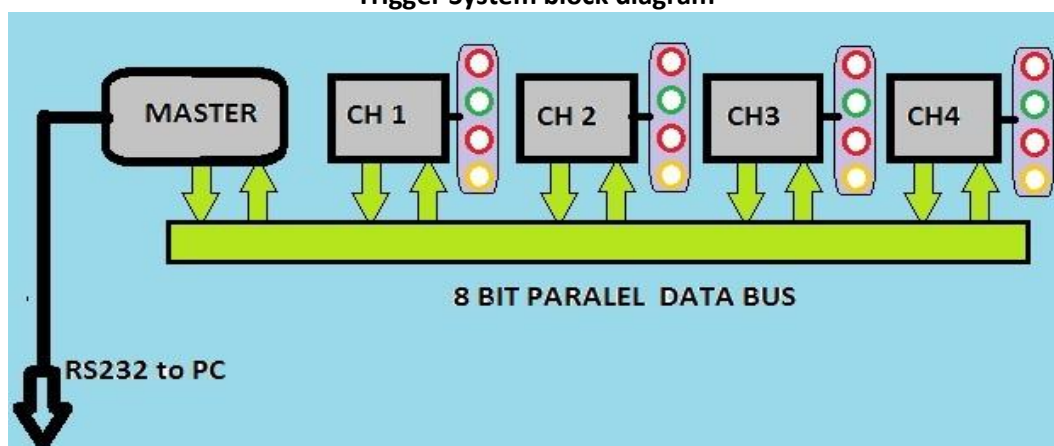 Trigger System block diagram
MASTER
CH 1
CH 2
CH3
CH4
8 BIT PARALEL DATA BUS
RS232 to PC